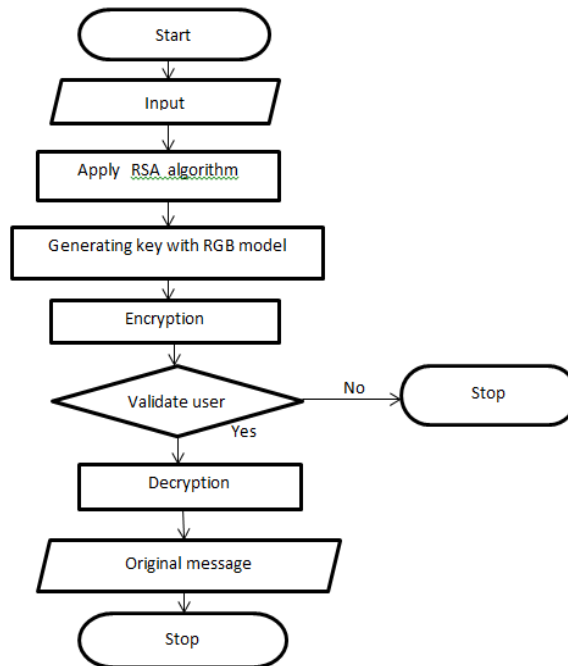 Start
Input
Apply RSA algorithm
Generating key with RGB model
Encryption
Validate user
No
Stop
Yes
Decryption
Original message
Stop